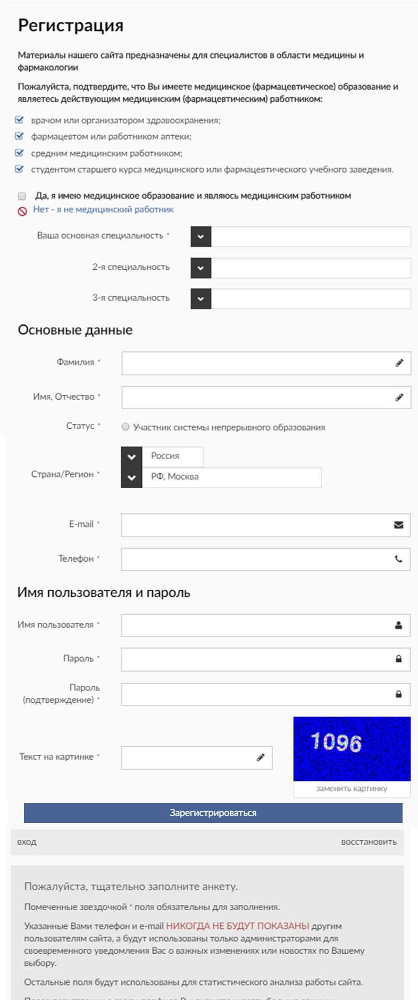 Регистрация
Материалы нашего сайта предназначены для специалистов в области медицины и
фармакологии
Пожалуйста, подтвердите, что Вы имеете медицинское (фармацевтическое) образование и
являетесь действующим медицинским (фармацевтическим) работником:
врачом или организатором здравоохранения;
фармацевтом или работником аптеки;
средним медицинским работником;
студентом старшего курса медицинского или фармацевтического учебного заведения.
Да, я имею медицинское образование и являюсь медицинским работником
Нет - я не медицинский работник
Ваша основная специальность *
2-я специальность
3-я специальность
Основные данные
Фамилия *
Имя, Отчество *
Статус * Участник системы непрерывного образования
Россия
Страна/Регион *
РФ, Москва
E-mail *
Телефон *
Имя пользователя и пароль
Имя пользователя *
Пароль *
Пароль
(подтверждение) *
1096
Текст на картинке *
заменить картинку
Зарегистрироваться
вход восстановить
Пожалуйста, тщательно заполните анкету.
Помеченные звездочкой * поля обязательны для заполнения.
Указанные Вами телефон и e-mail НИКОГДА НЕ БУДУТ ПОКАЗАНЫ другим
пользователям сайта, а будут использованы только администраторами для
своевременного уведомления Вас о важных изменениях или новостях по Вашему
выбору.
Остальные поля будут использованы для статистического анализа работы сайта.